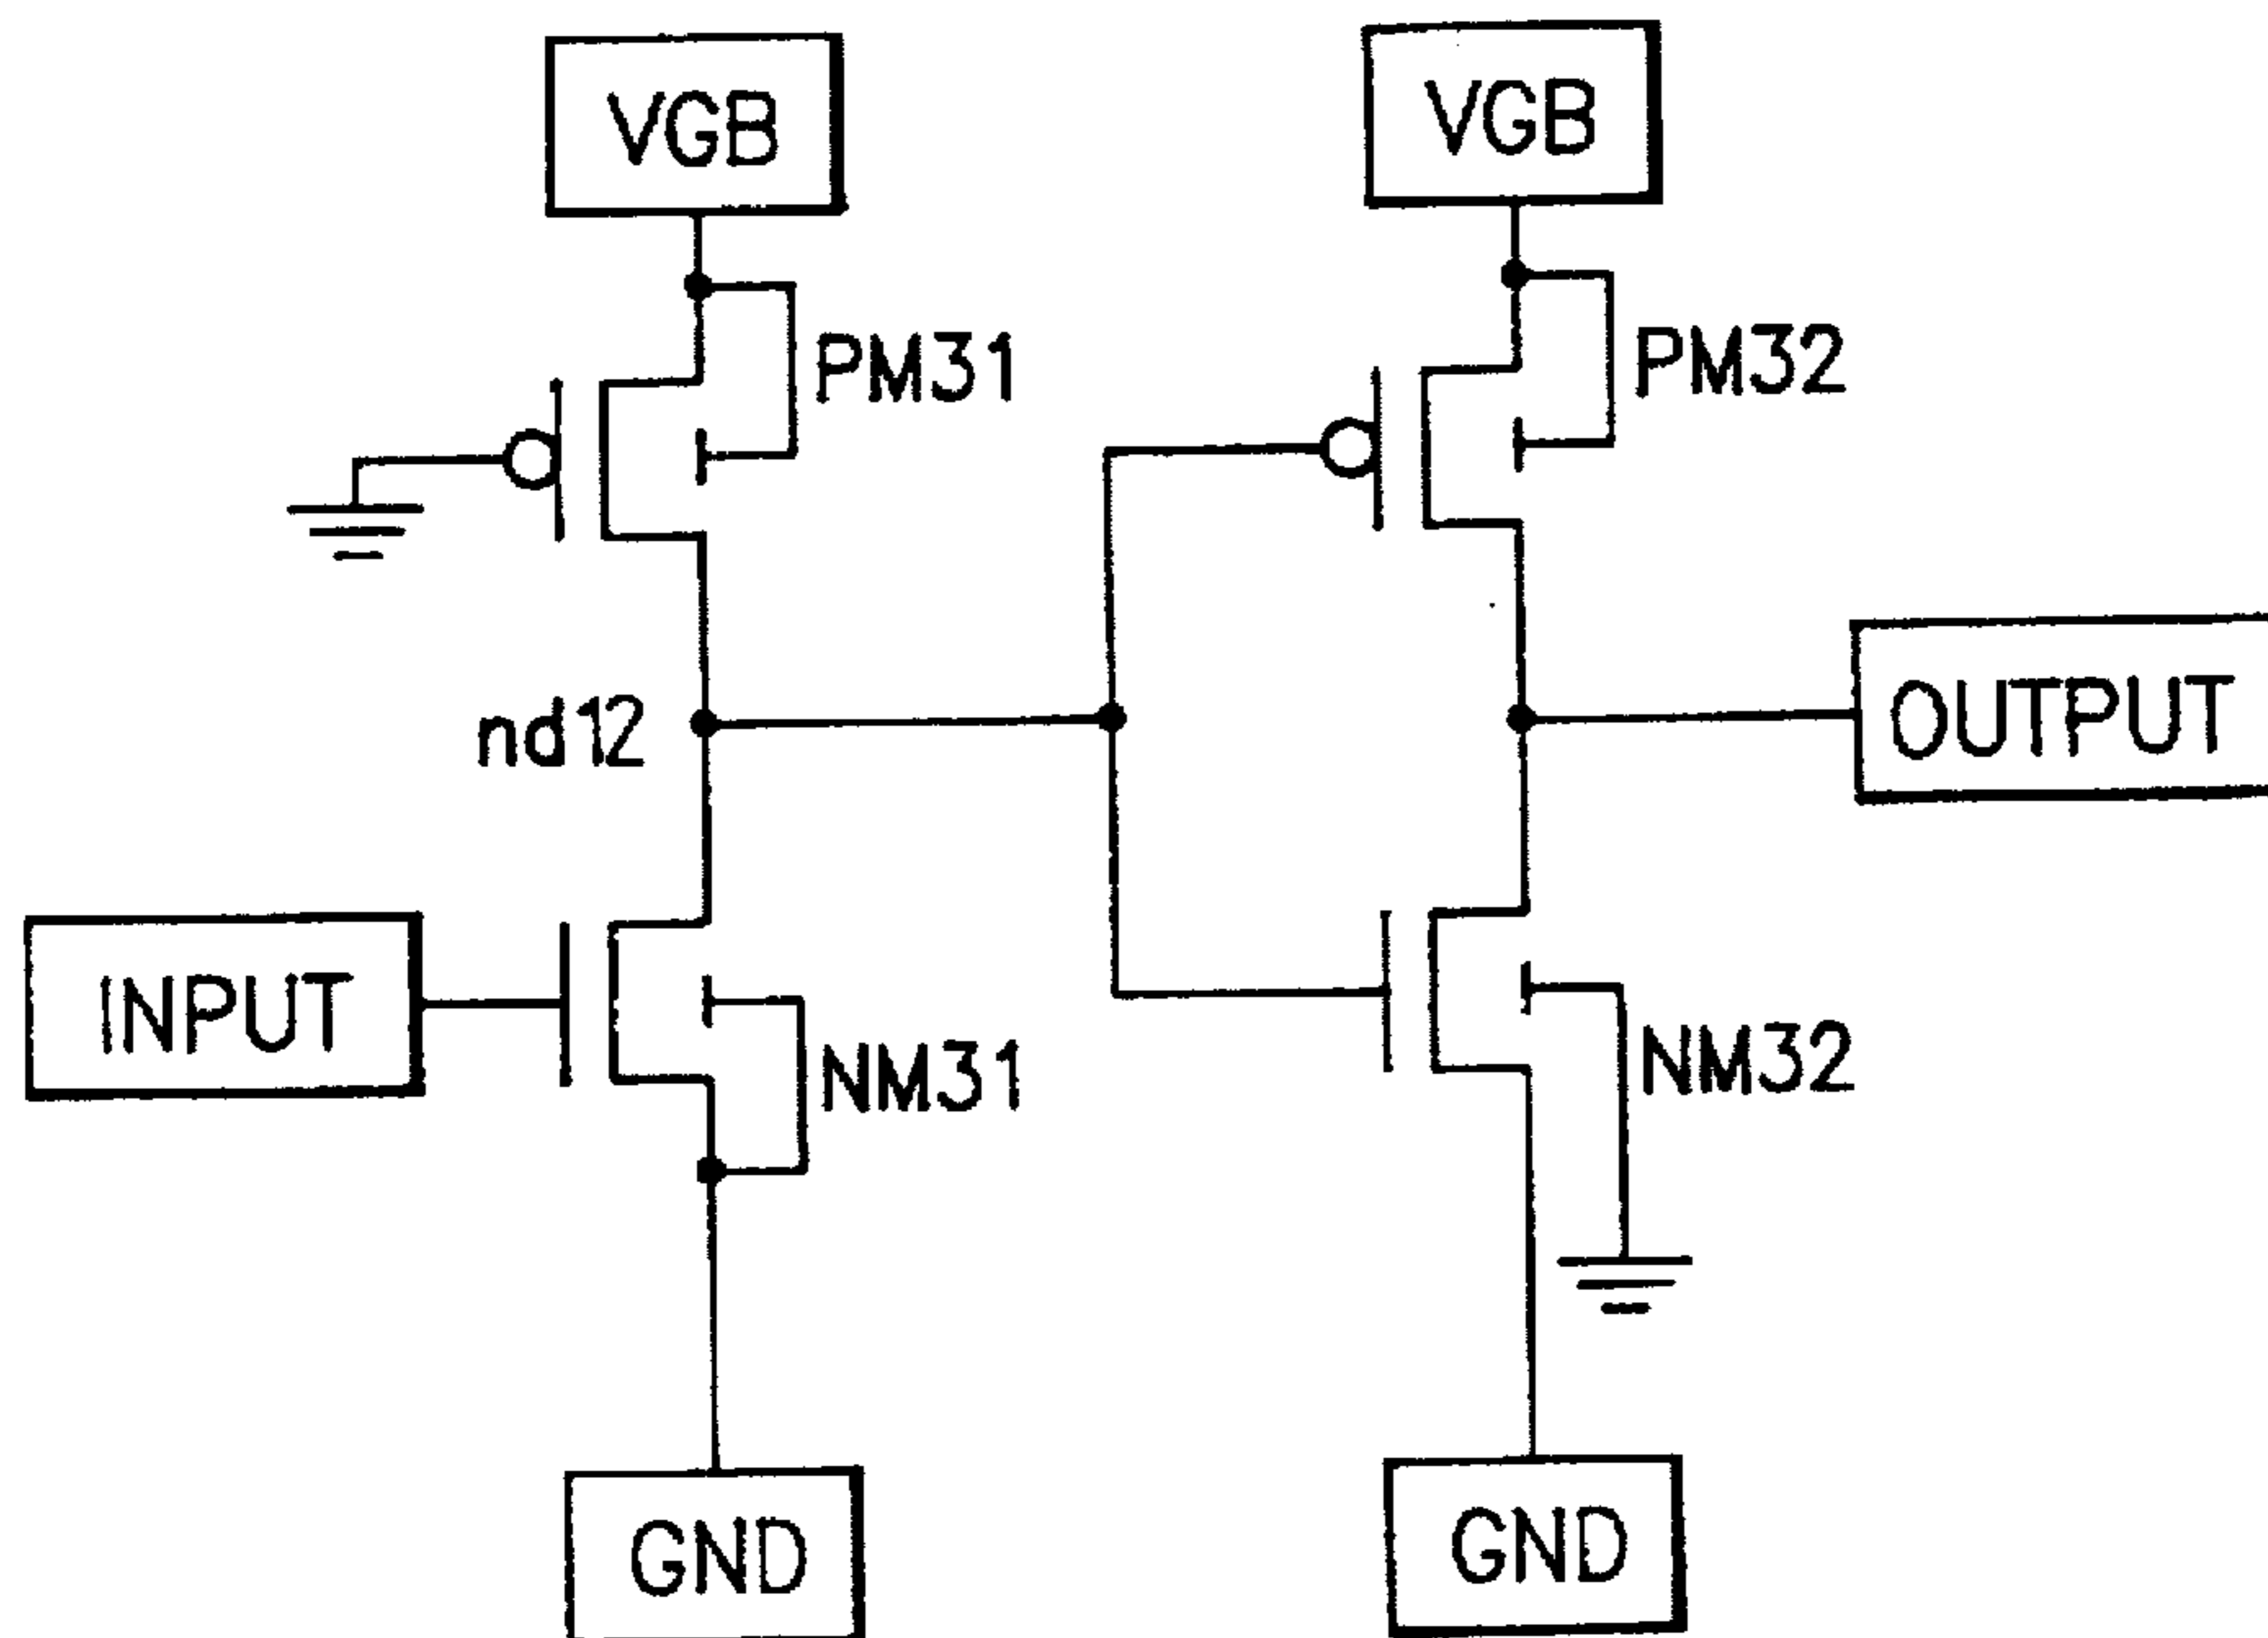 VGB
VGB
PM31
PM32
nd12
OUTPUT
INPUT
NM31
NM32
GND
GND